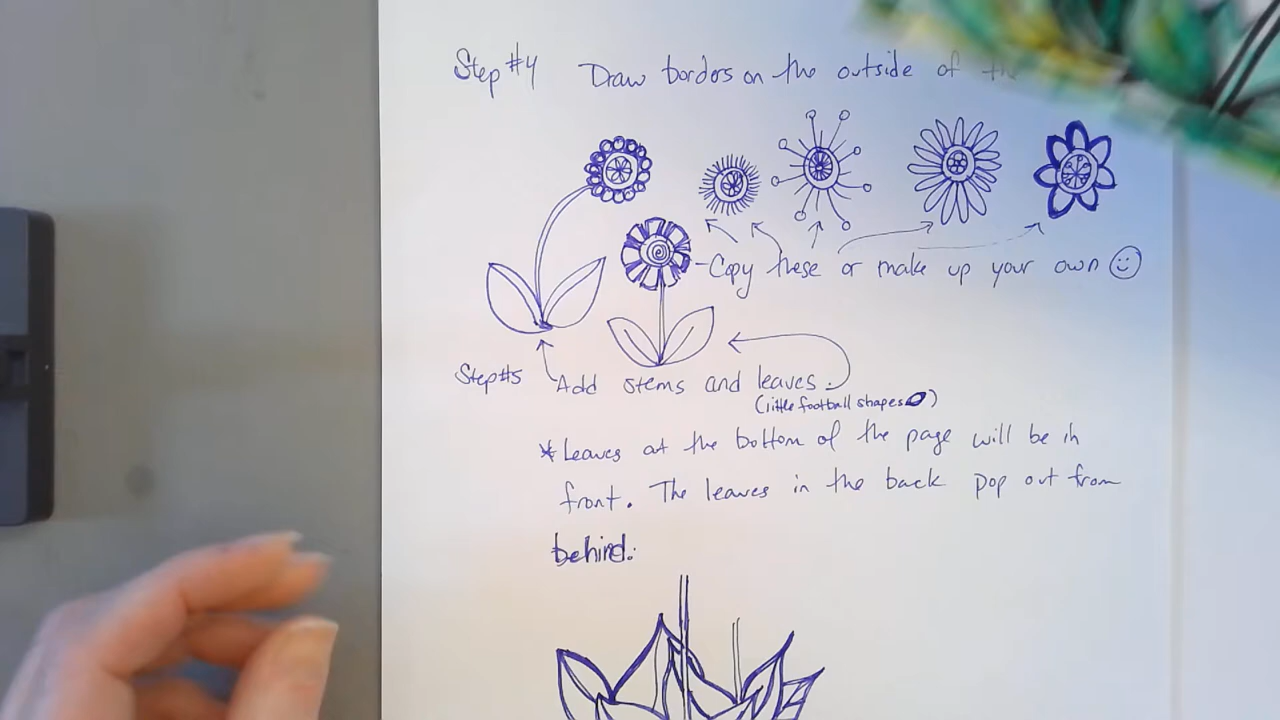 Step #4 Draw borders on the outside of the
Copy these or make up your own
Step#5 Add stems and leaves.
(little football shapes)
*Leaves at the bottom of the page will be in
front. The leaves in the back pop out from
behind.